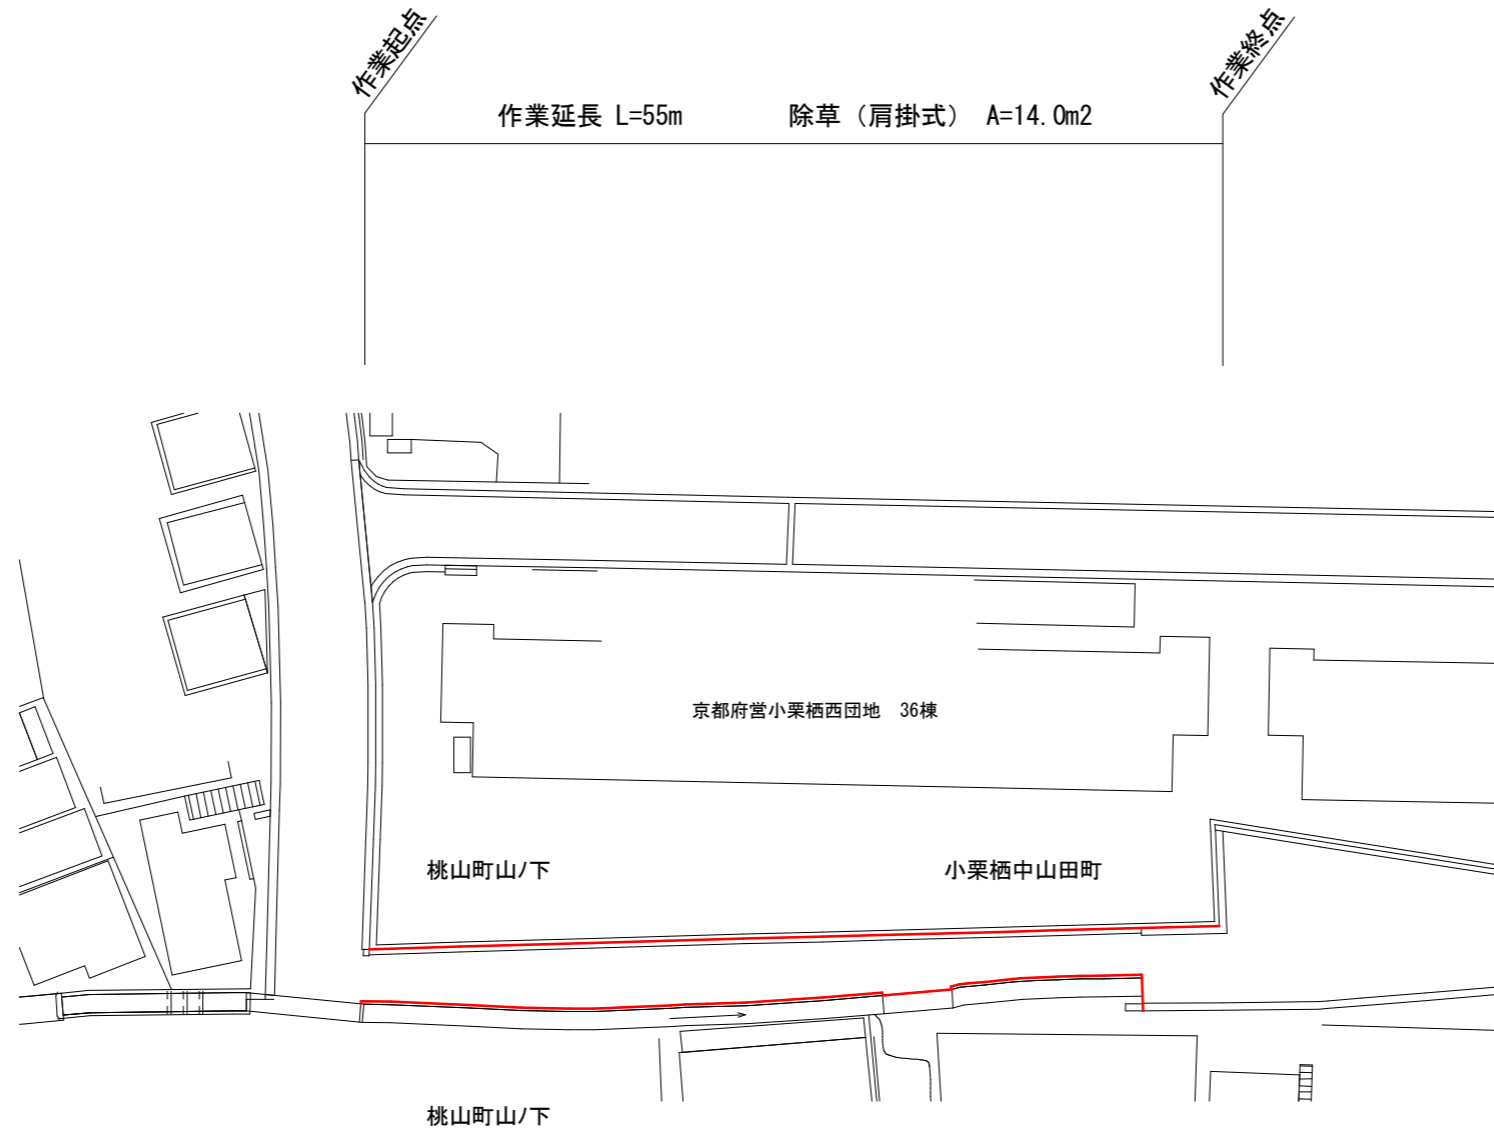 作業起点
作業終点
作業延長 L=55m
除草（肩掛式） A=14.0m2
京都府営小栗栖西団地 36棟
桃山町山ﾉ下
小栗栖中山田町
桃山町山ﾉ下